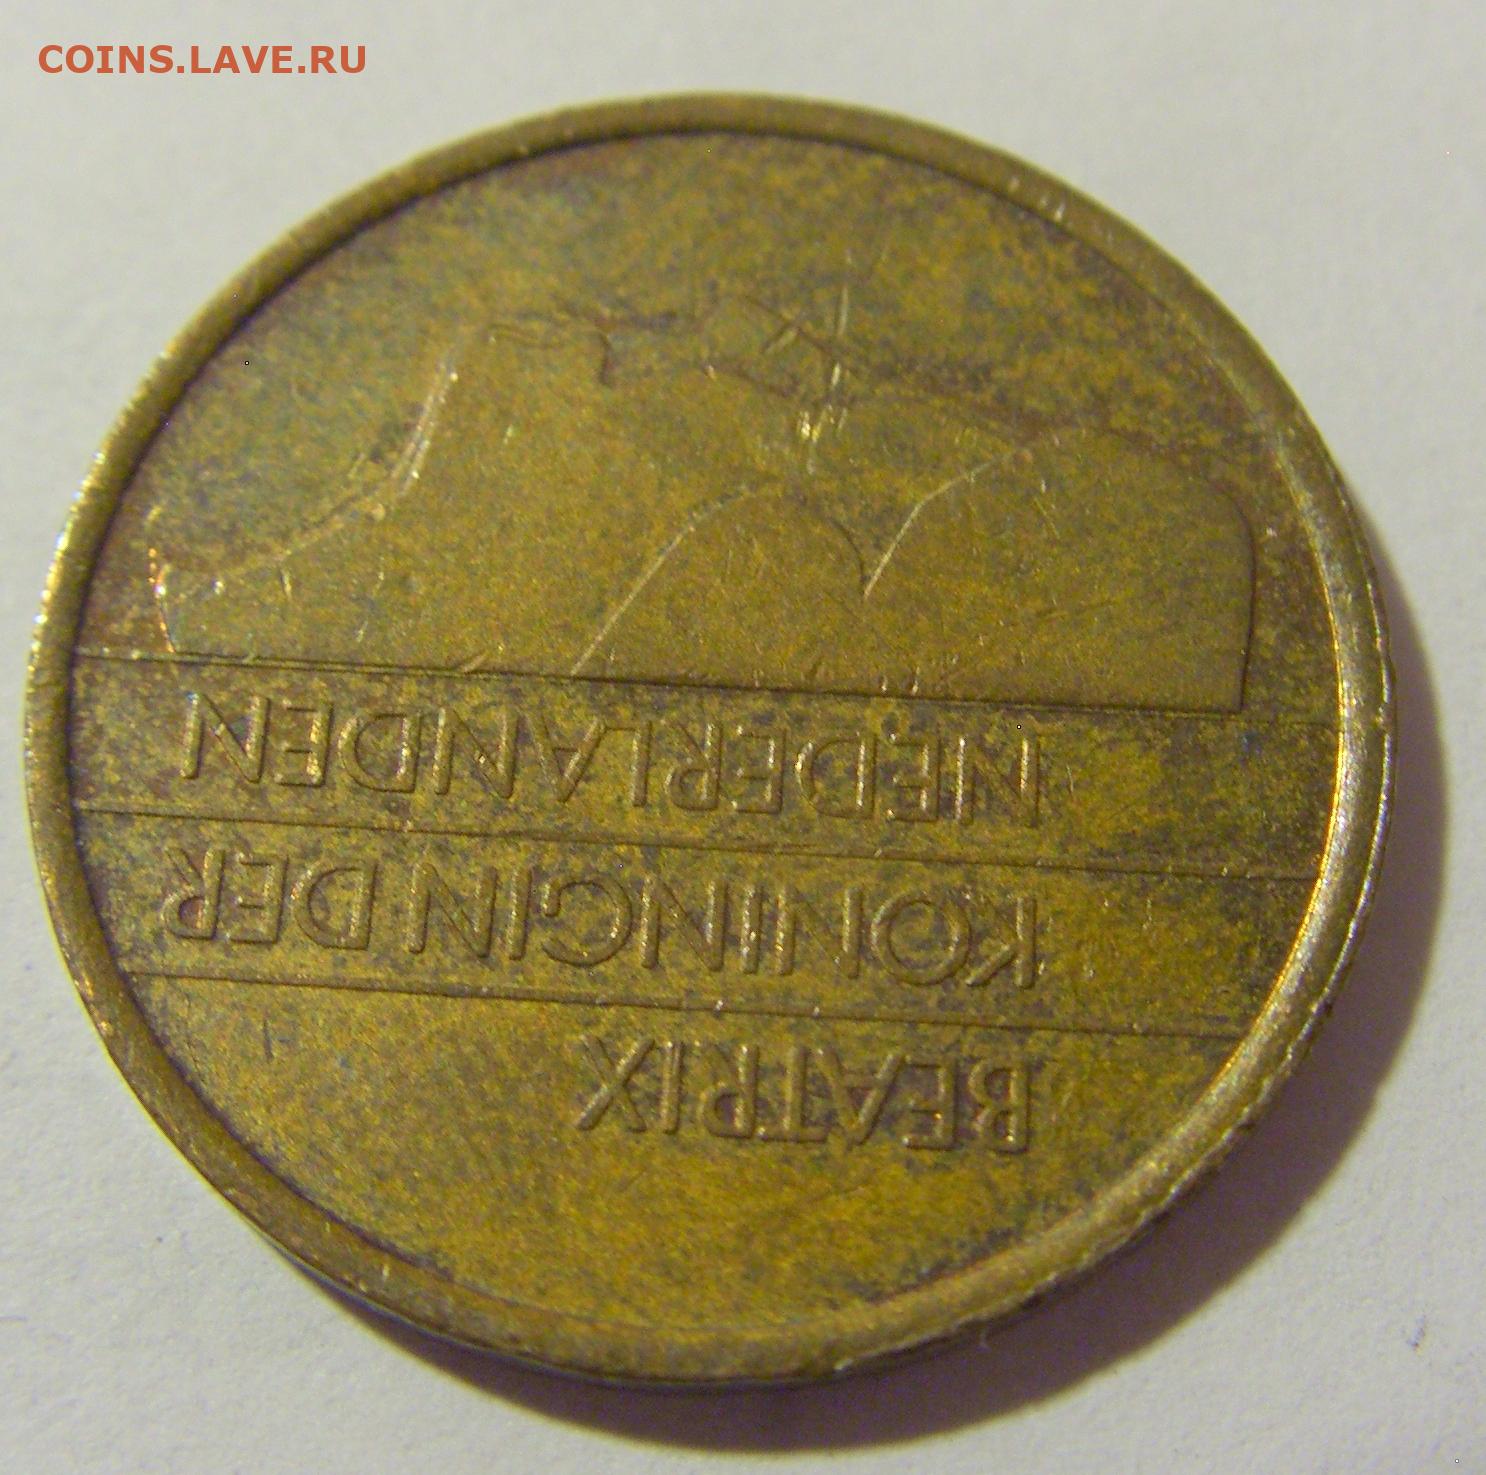 COINS.LAVE.RU
BEATRIX
KONINGIN DER
NEDERLANDEN